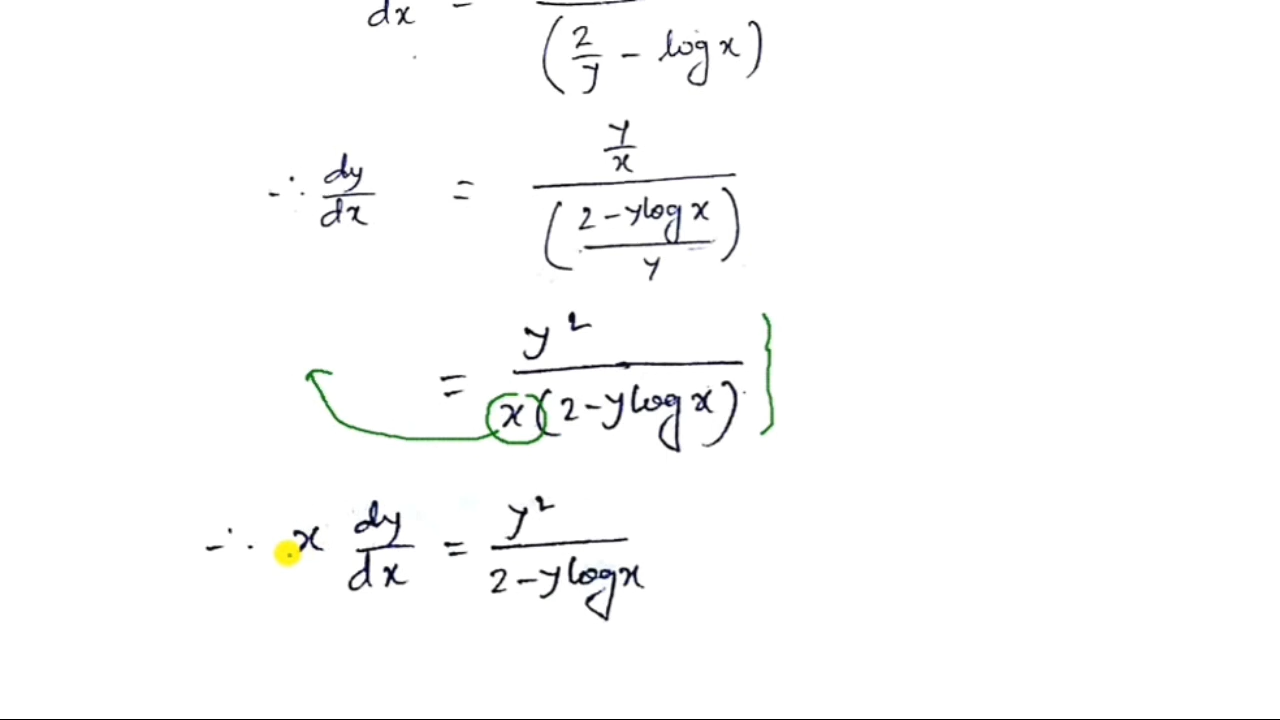 dx = (2/y - log x)
∴ dy/dx = (y/x) / ((2 - y log x)/y)
= y² / x(2 - y log x)
∴ x dy/dx = y² / 2 - y log x